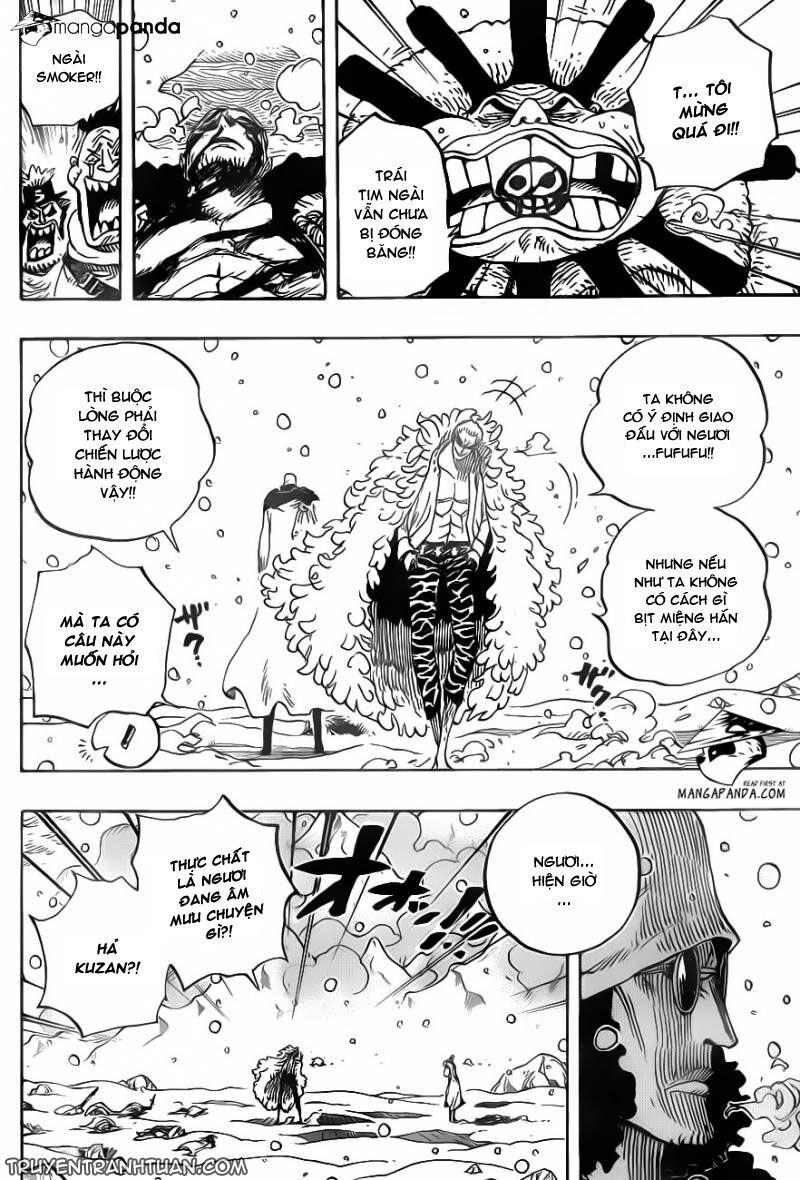 mangapanda
T... TÔI
MỪNG
QUÁ ĐI!!
TRÁI
TIM NGÀI
VẪN CHƯA
BỊ ĐÓNG
BĂNG!!
NGÀI
SMOKER!!
TA KHÔNG
CÓ Ý ĐỊNH GIAO
ĐẤU VỚI NGƯƠI
...FUFUFU!!
NHƯNG NẾU
NHƯ TA KHÔNG
CÓ CÁCH GÌ
BỊT MIỆNG HẮN
TẠI ĐÂY...
THÌ BUỘC
LÒNG PHẢI
THAY ĐỔI
CHIẾN LƯỢC
HÀNH ĐỘNG
VẬY!!
MÀ TA CÓ
CÂU NÀY
MUỐN HỎI
...
READ FIRST AT
MANGAPANDA.COM
NGƯƠI...
HIỆN GIỜ
...
THỰC CHẤT
LÀ NGƯƠI
ĐANG ÂM
MƯU CHUYỆN
GÌ?!
HẢ
KUZAN?!
オオオ
TRUYENTRANHTUAN.COM